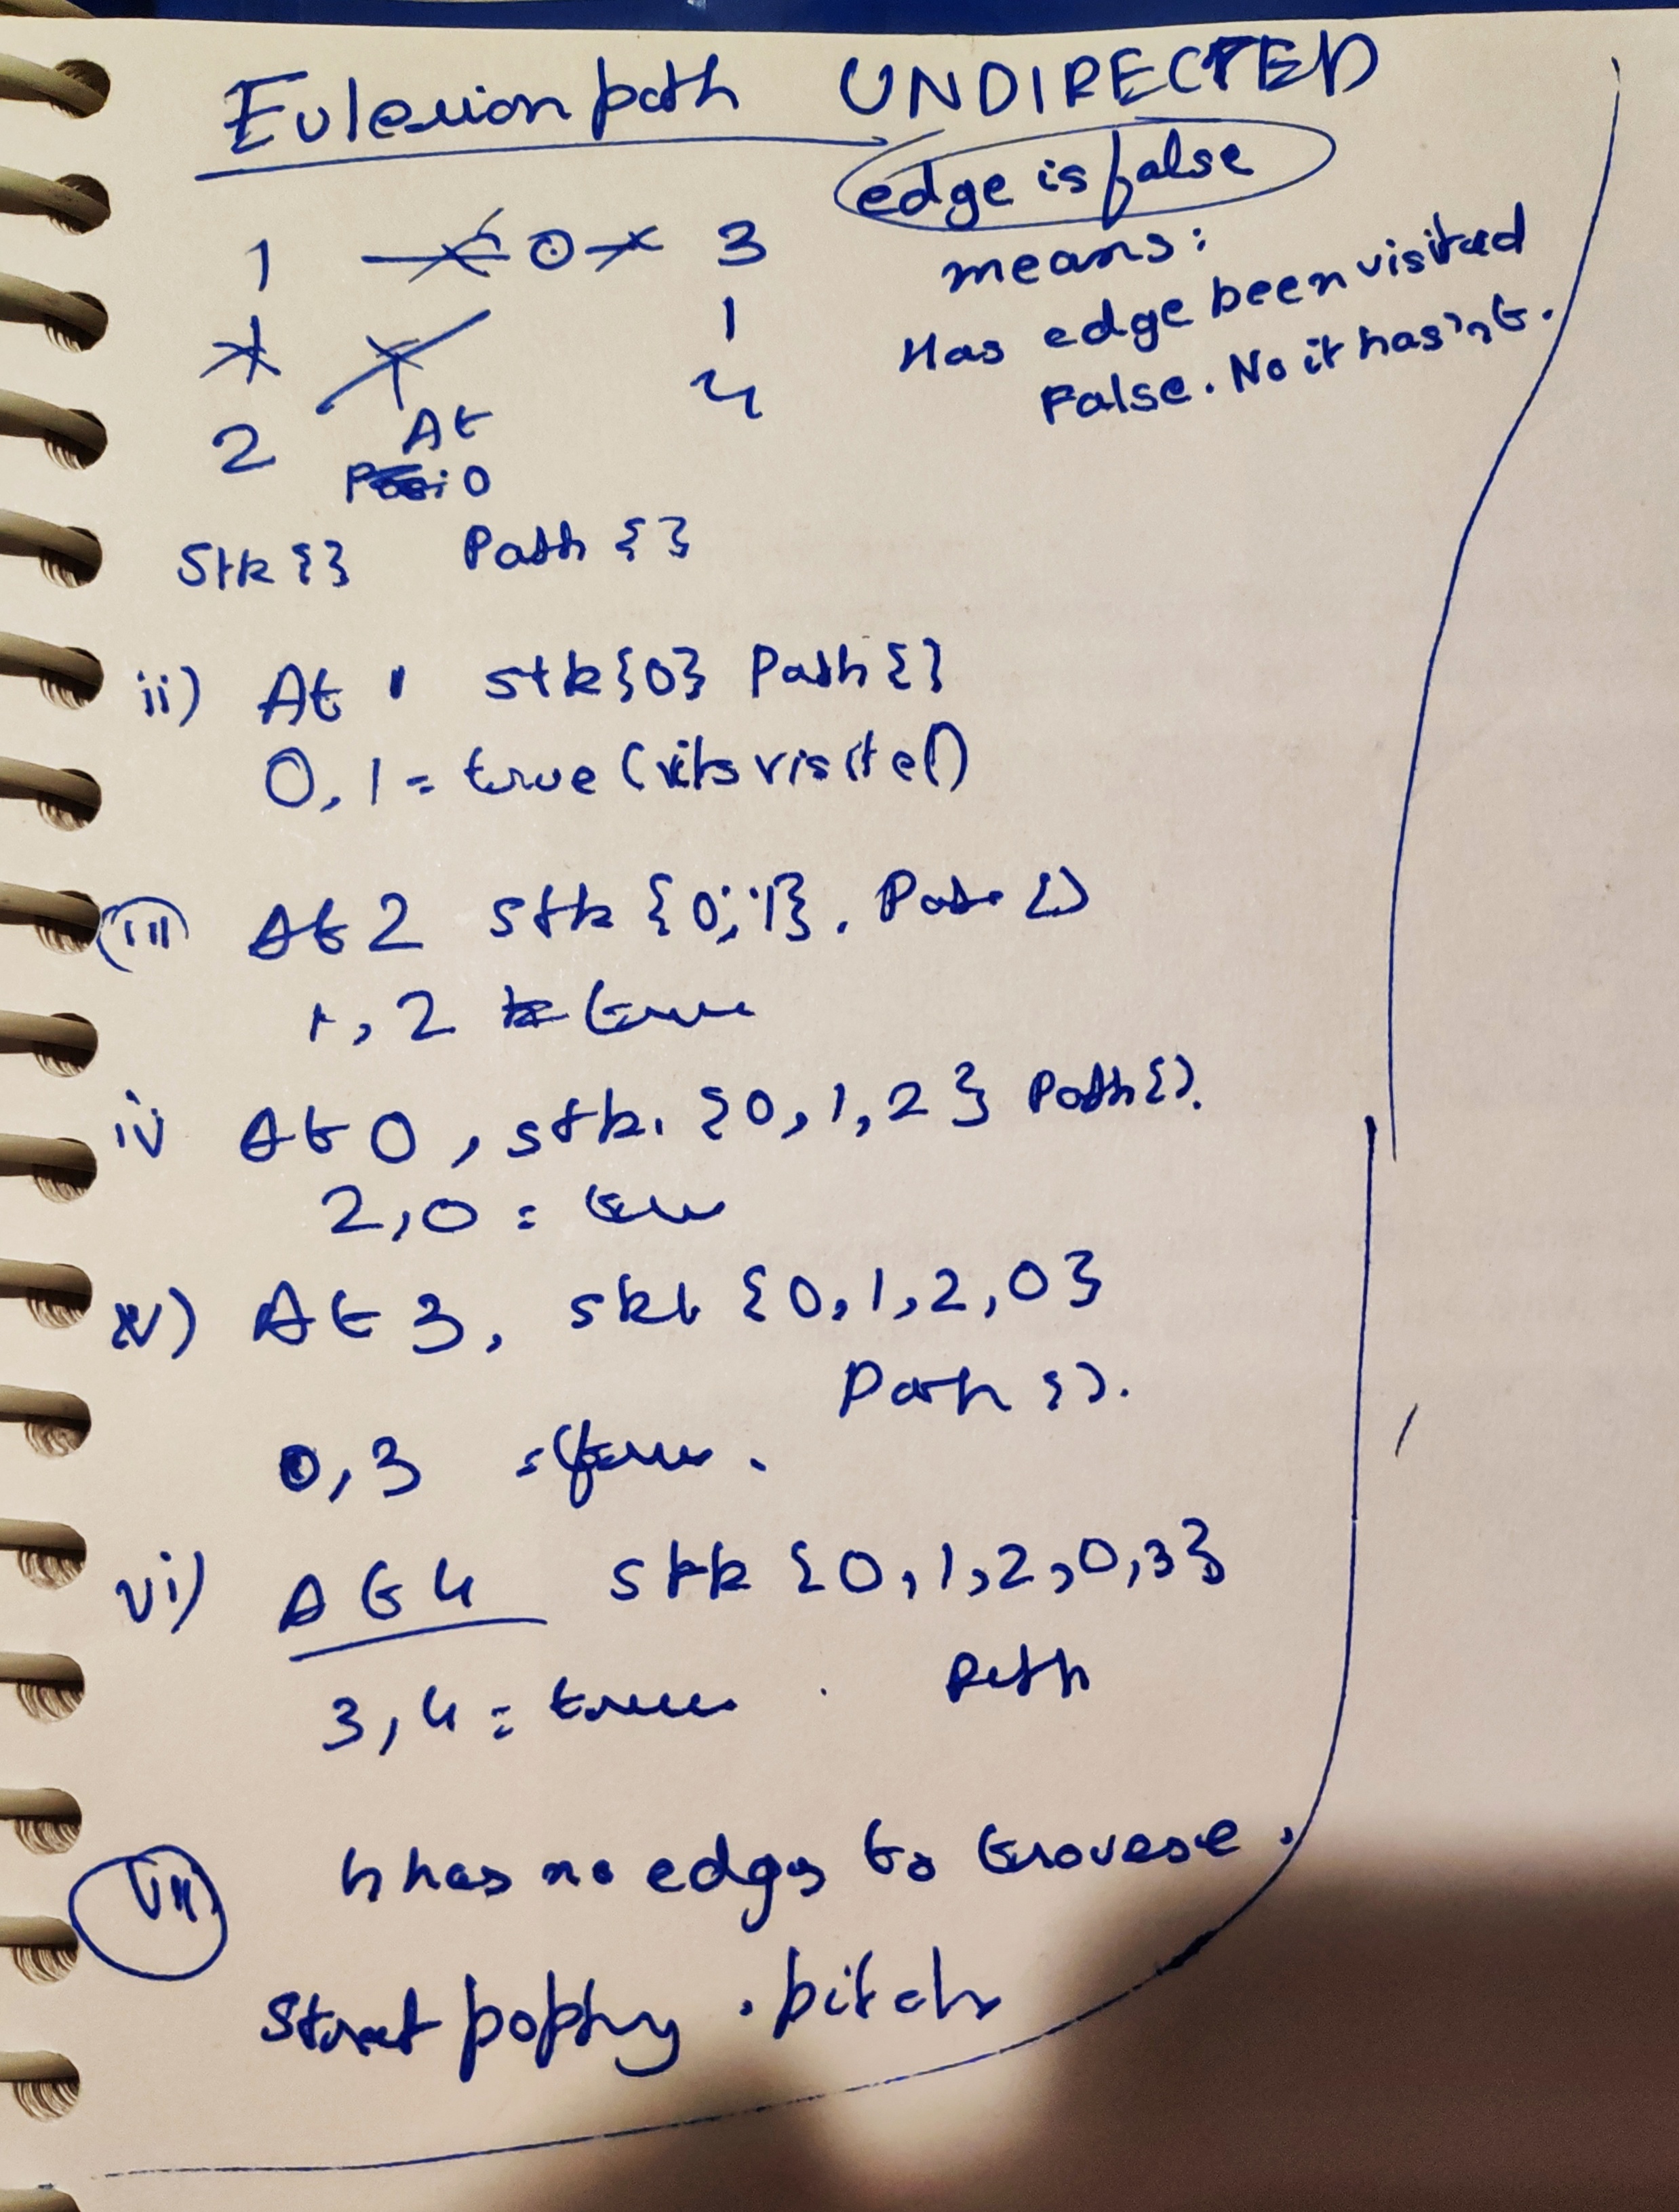 Eulerian path UNDIRECTED
edge is false
means:
Has edge been visited
False. No it hasn't.
1 0 3
1
2 4
At
0
Stk {} Path {}
ii) At 1 stk {0} Path {}
0, 1 = true (its visited)
iii) At 2 stk {0, 1}. Path {}
1, 2 = true
iv At 0, stk. {0, 1, 2} Path {}.
2, 0 = true
v) At 3, skt {0, 1, 2, 0}
Path {}.
0, 3 = true.
vi) At 4 stk {0, 1, 2, 0, 3}
3, 4 = true. Path
vii 4 has no edges to traverse.
Start popping. bitch